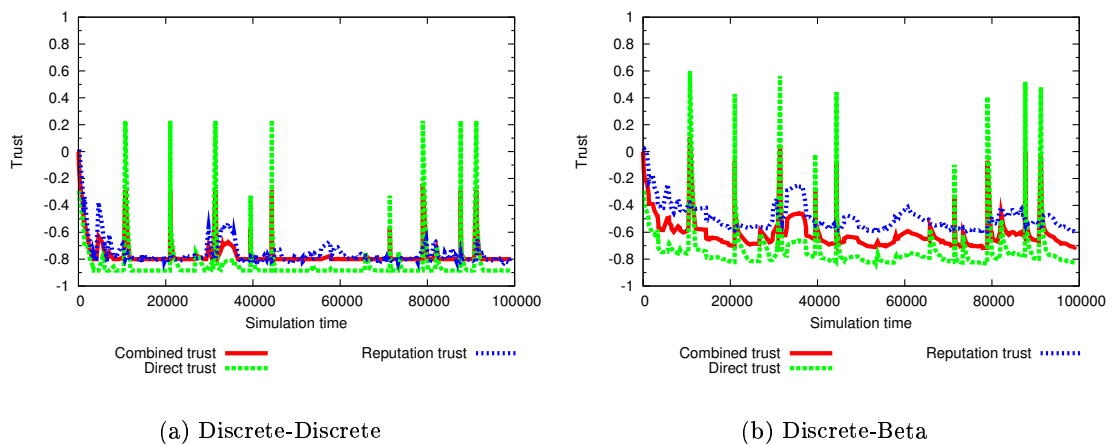 1
0.8
0.6
0.4
0.2
0
-0.2
-0.4
-0.6
-0.8
-1
Trust
0 20000 40000 60000 80000 100000
Simulation time
Combined trust
Direct trust
Reputation trust
(a) Discrete-Discrete
1
0.8
0.6
0.4
0.2
0
-0.2
-0.4
-0.6
-0.8
-1
Trust
0 20000 40000 60000 80000 100000
Simulation time
Combined trust
Direct trust
Reputation trust
(b) Discrete-Beta